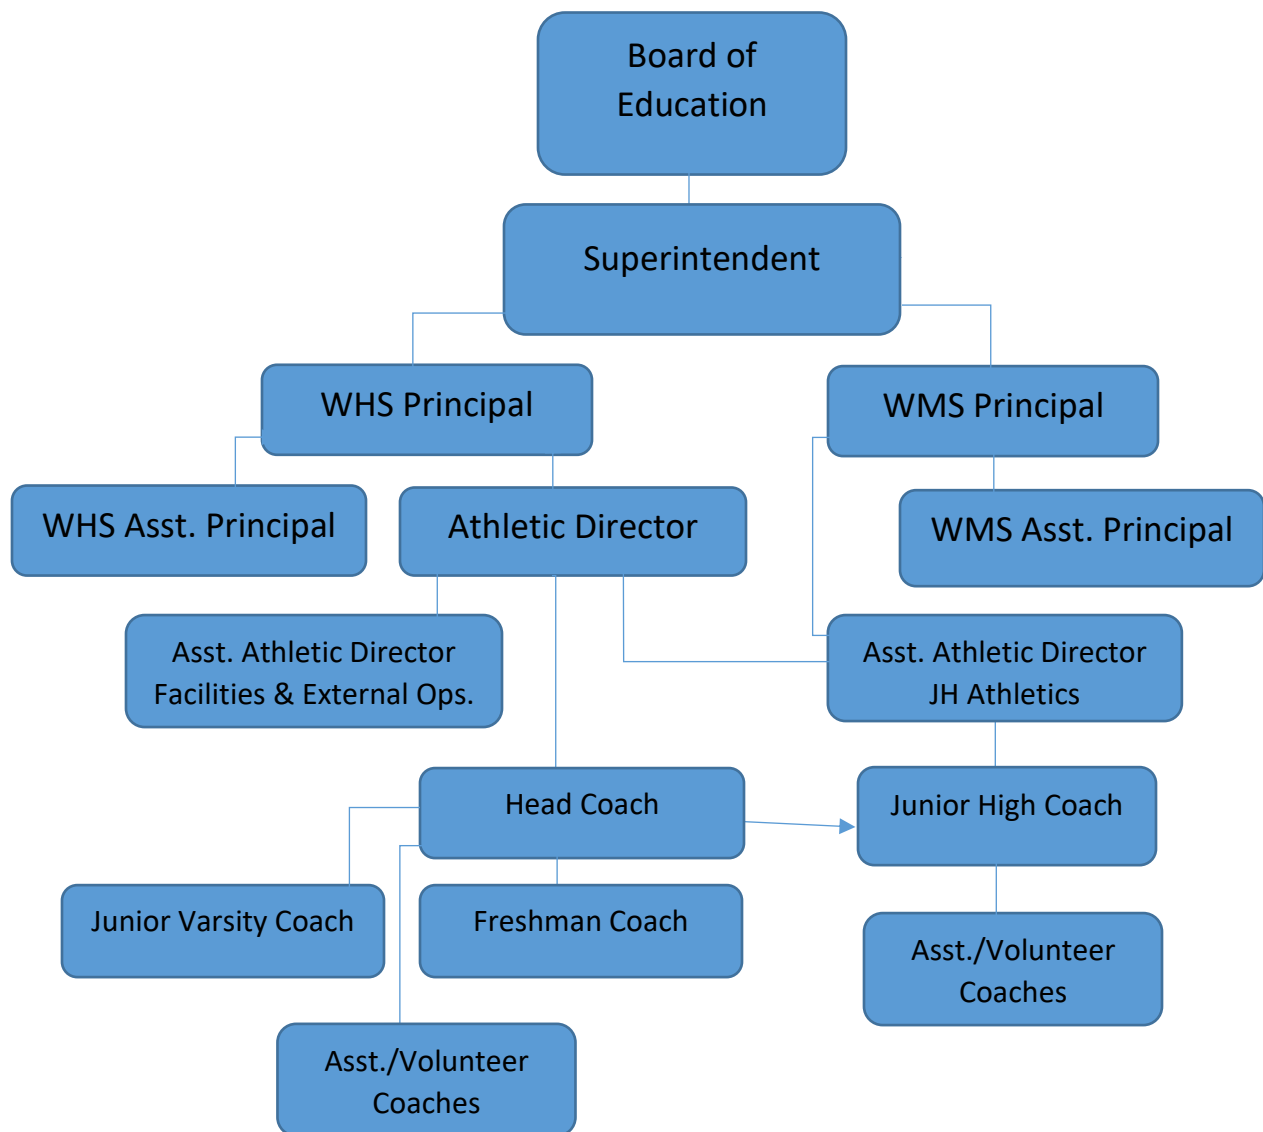 Board of
Education
Superintendent
WHS Principal
WMS Principal
WHS Asst. Principal
Athletic Director
WMS Asst. Principal
Asst. Athletic Director
Facilities & External Ops.
Asst. Athletic Director
JH Athletics
Head Coach
Junior High Coach
Junior Varsity Coach
Freshman Coach
Asst./Volunteer
Coaches
Asst./Volunteer
Coaches